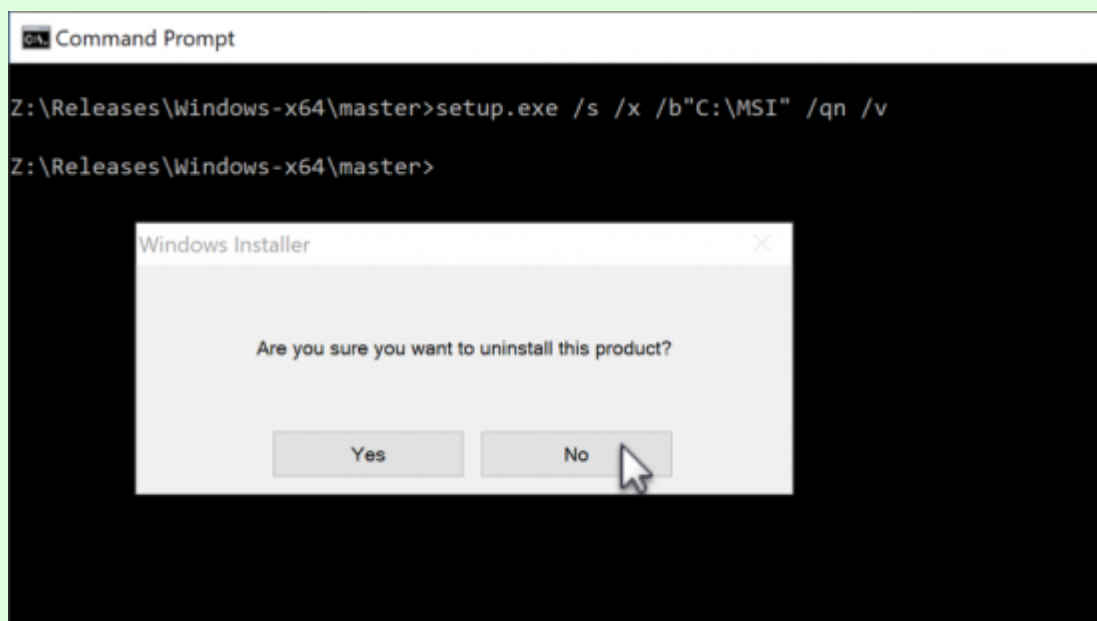 Command Prompt
Z:\Releases\Windows-x64\master>setup.exe /s /x /b"C:\MSI" /qn /v
Z:\Releases\Windows-x64\master>
Windows Installer
Are you sure you want to uninstall this product?
Yes No